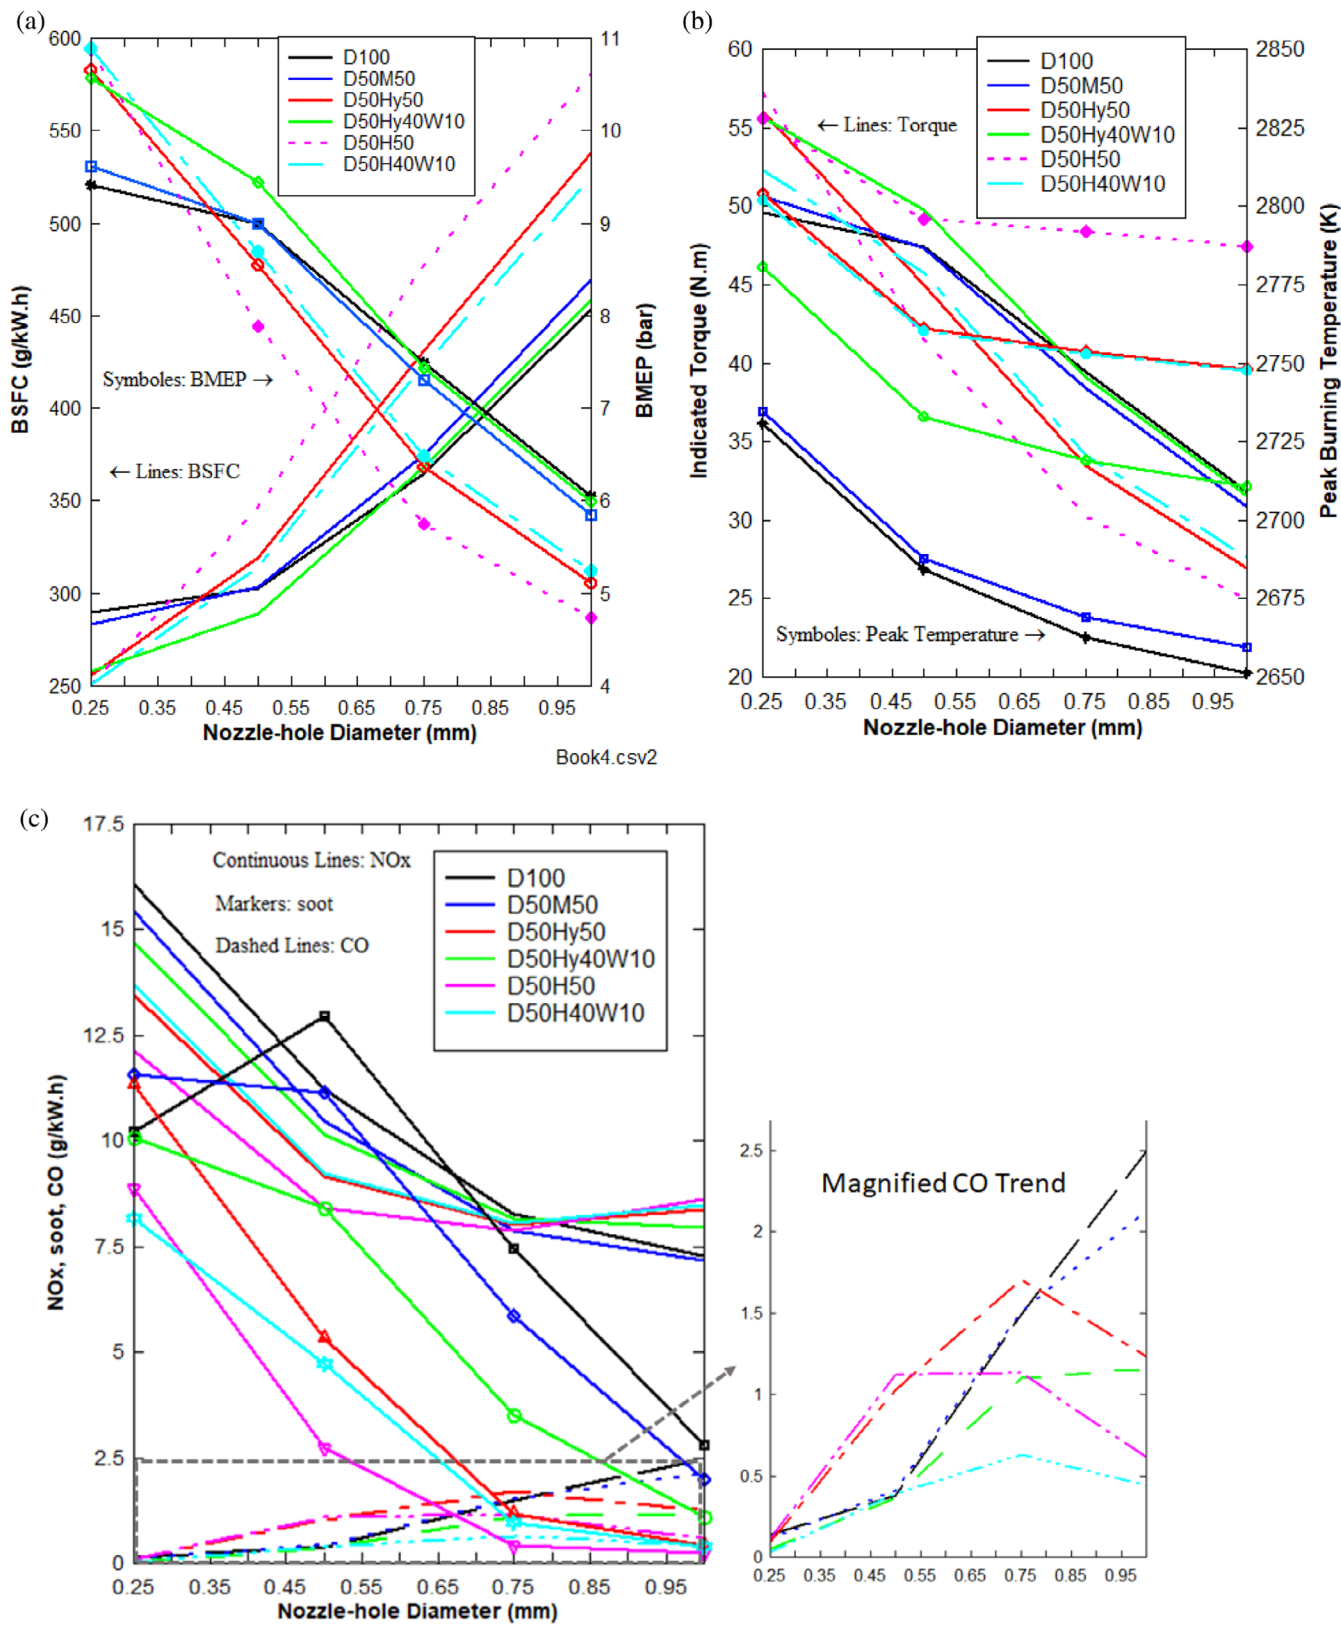 (a)
600
550
500
450
400
350
300
250
BSFC (g/kW.h)
11
10
9
8
7
6
5
4
BMEP (bar)
D100
D50M50
D50Hy50
D50Hy40W10
D50H50
D50H40W10
Symboles: BMEP →
← Lines: BSFC
0.25 0.35 0.45 0.55 0.65 0.75 0.85 0.95
Nozzle-hole Diameter (mm)
Book4.csv2
(b)
60
55
50
45
40
35
30
25
20
Indicated Torque (N.m)
2850
2825
2800
2775
2750
2725
2700
2675
2650
Peak Burning Temperature (K)
D100
D50M50
D50Hy50
D50Hy40W10
D50H50
D50H40W10
← Lines: Torque
Symboles: Peak Temperature →
0.25 0.35 0.45 0.55 0.65 0.75 0.85 0.95
Nozzle-hole Diameter (mm)
(c)
17.5
15
12.5
10
7.5
5
2.5
0
NOx, soot, CO (g/kW.h)
Continuous Lines: NOx
Markers: soot
Dashed Lines: CO
D100
D50M50
D50Hy50
D50Hy40W10
D50H50
D50H40W10
0.25 0.35 0.45 0.55 0.65 0.75 0.85 0.95
Nozzle-hole Diameter (mm)
Magnified CO Trend
2.5
2
1.5
1
0.5
0
0.25 0.35 0.45 0.55 0.65 0.75 0.85 0.95